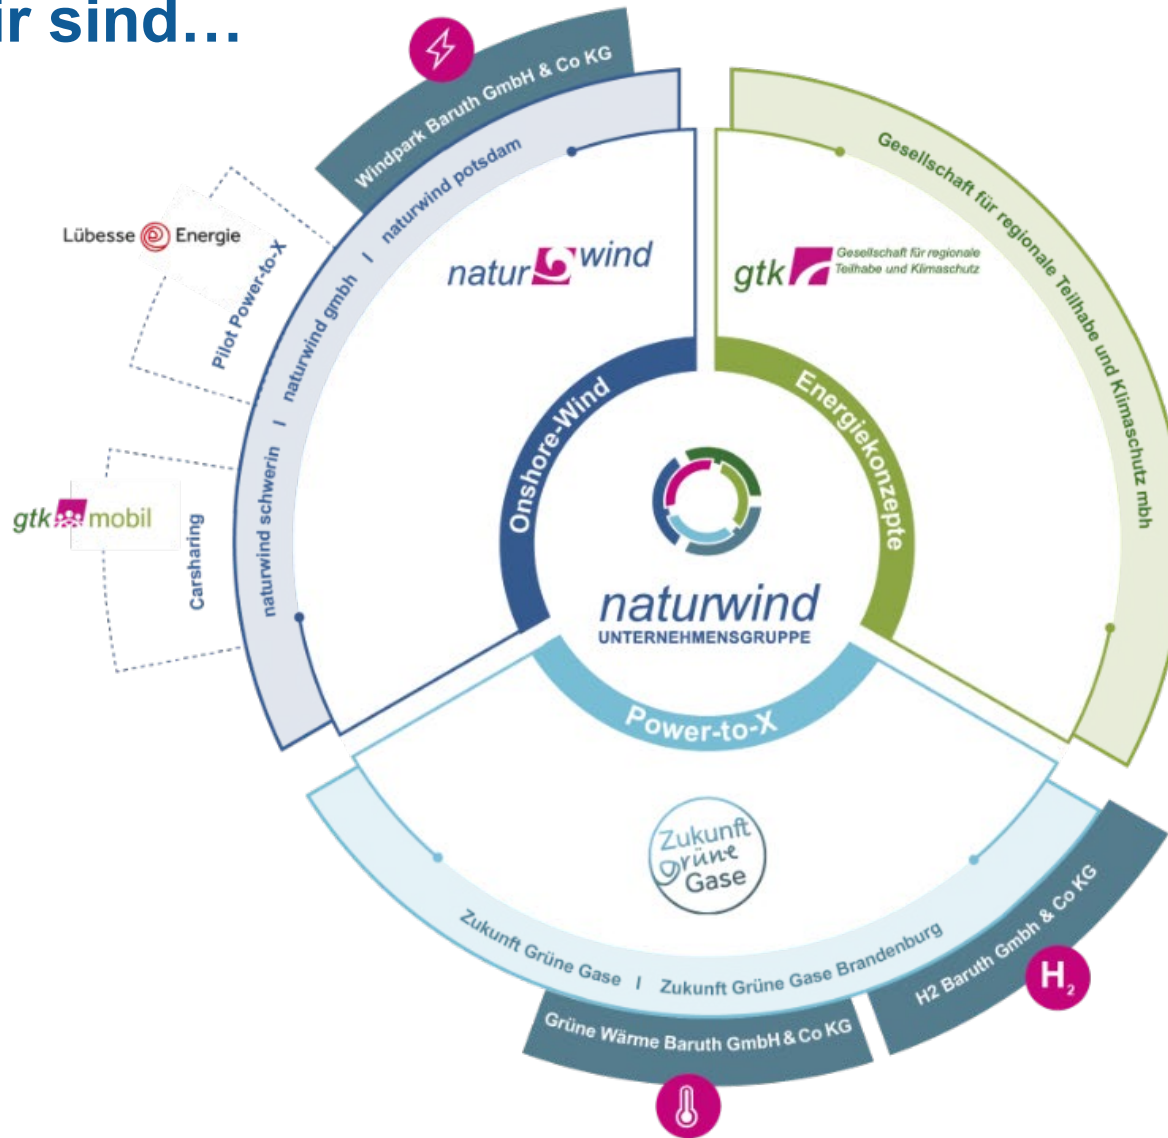 ir sind...
Windpark Baruth GmbH & Co KG
naturwind schwerin I naturwind gmbh I naturwind potsdam
Lübesse Energie
Pilot Power-to-X
gtk mobil
Carsharing
natur wind
Onshore-Wind
gtk Gesellschaft für regionale
Teilhabe und Klimaschutz
Gesellschaft für regionale Teilhabe und Klimaschutz mbh
Energiekonzepte
naturwind
UNTERNEHMENSGRUPPE
Power-to-X
Zukunft
Grüne
Gase
Zukunft Grüne Gase I Zukunft Grüne Gase Brandenburg
Grüne Wärme Baruth GmbH & Co KG
H2 Baruth Gmbh & Co KG
H₂